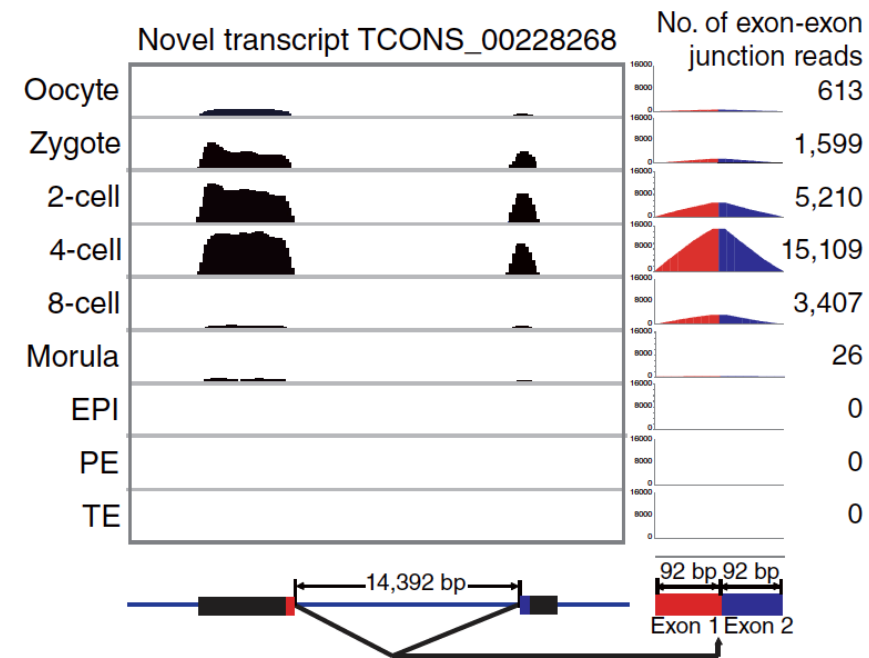 Novel transcript TCONS_00228268
No. of exon-exon
junction reads
Oocyte
16000
8000
0
613
Zygote
16000
8000
0
1,599
2-cell
16000
8000
0
5,210
4-cell
16000
8000
0
15,109
8-cell
16000
8000
0
3,407
Morula
16000
8000
0
26
EPI
16000
8000
0
0
PE
16000
8000
0
0
TE
16000
8000
0
0
14,392 bp
92 bp 92 bp
Exon 1 Exon 2